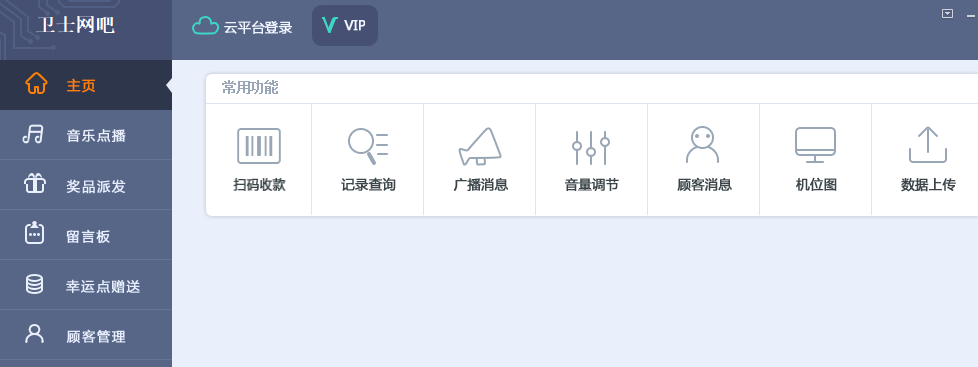 卫士网吧
云平台登录
VIP
主页
音乐点播
奖品派发
留言板
幸运点赠送
顾客管理
常用功能
扫码收款
记录查询
广播消息
音量调节
顾客消息
机位图
数据上传